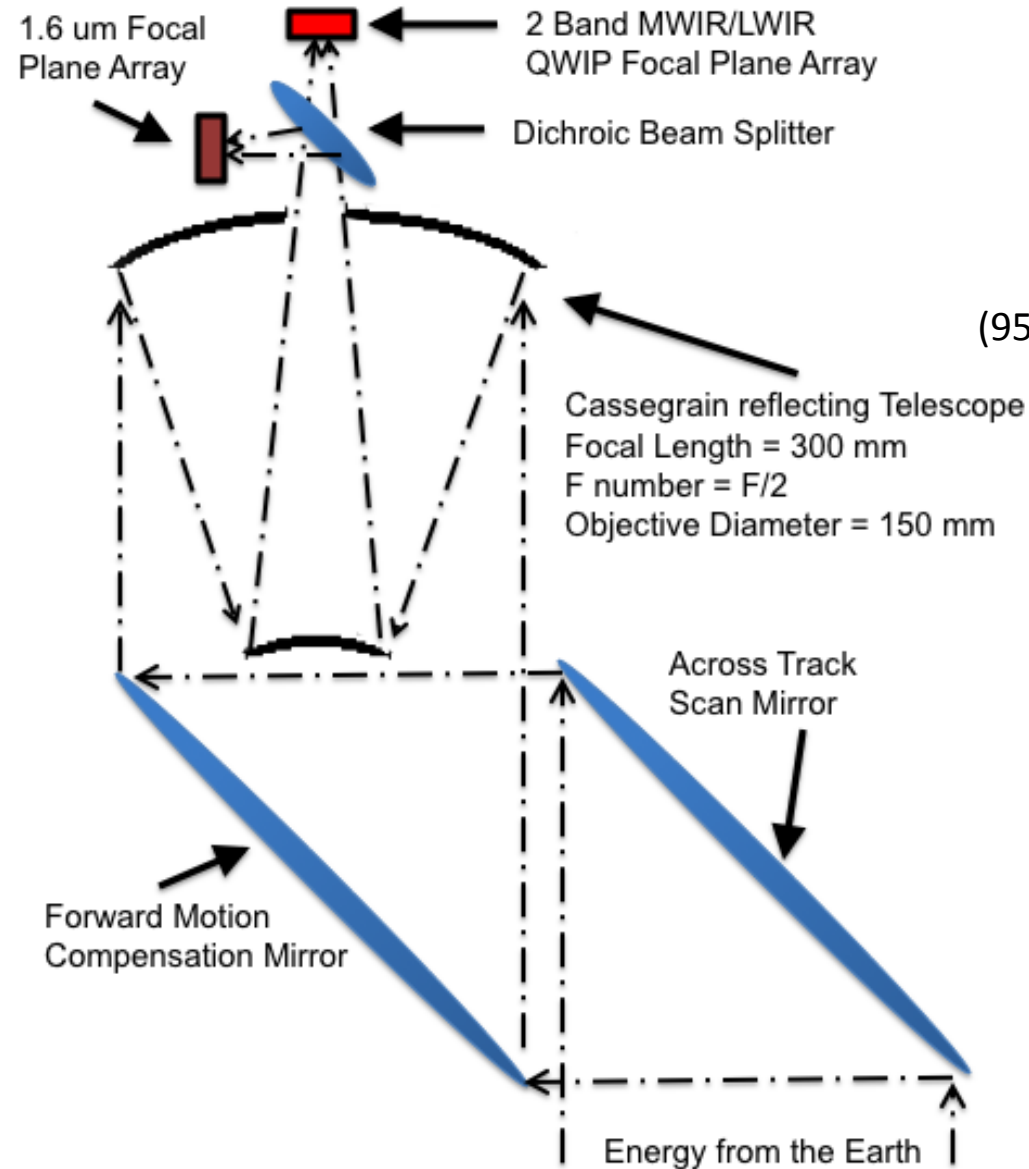 1.6 um Focal
Plane Array
2 Band MWIR/LWIR
QWIP Focal Plane Array
Dichroic Beam Splitter
(95
Cassegrain reflecting Telescope
Focal Length = 300 mm
F number = F/2
Objective Diameter = 150 mm
Across Track
Scan Mirror
Forward Motion
Compensation Mirror
Energy from the Earth